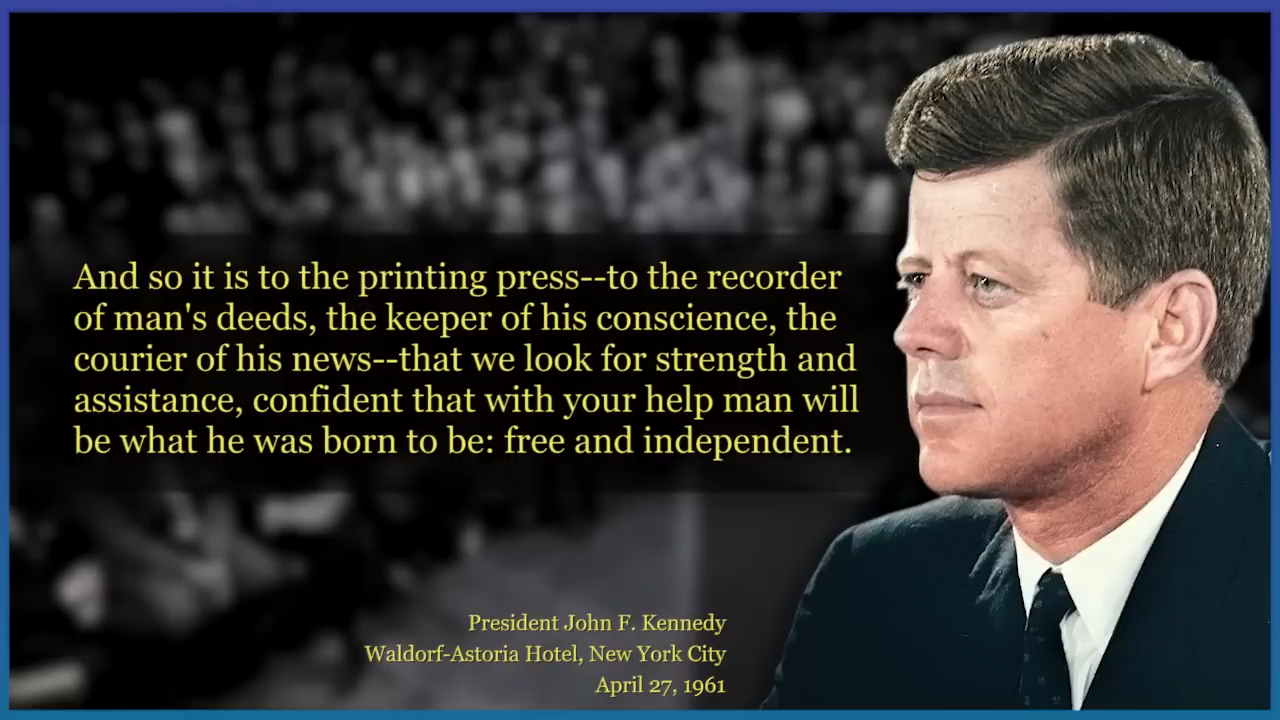 And so it is to the printing press--to the recorder
of man's deeds, the keeper of his conscience, the
courier of his news--that we look for strength and
assistance, confident that with your help man will
be what he was born to be: free and independent.
President John F. Kennedy
Waldorf-Astoria Hotel, New York City
April 27, 1961